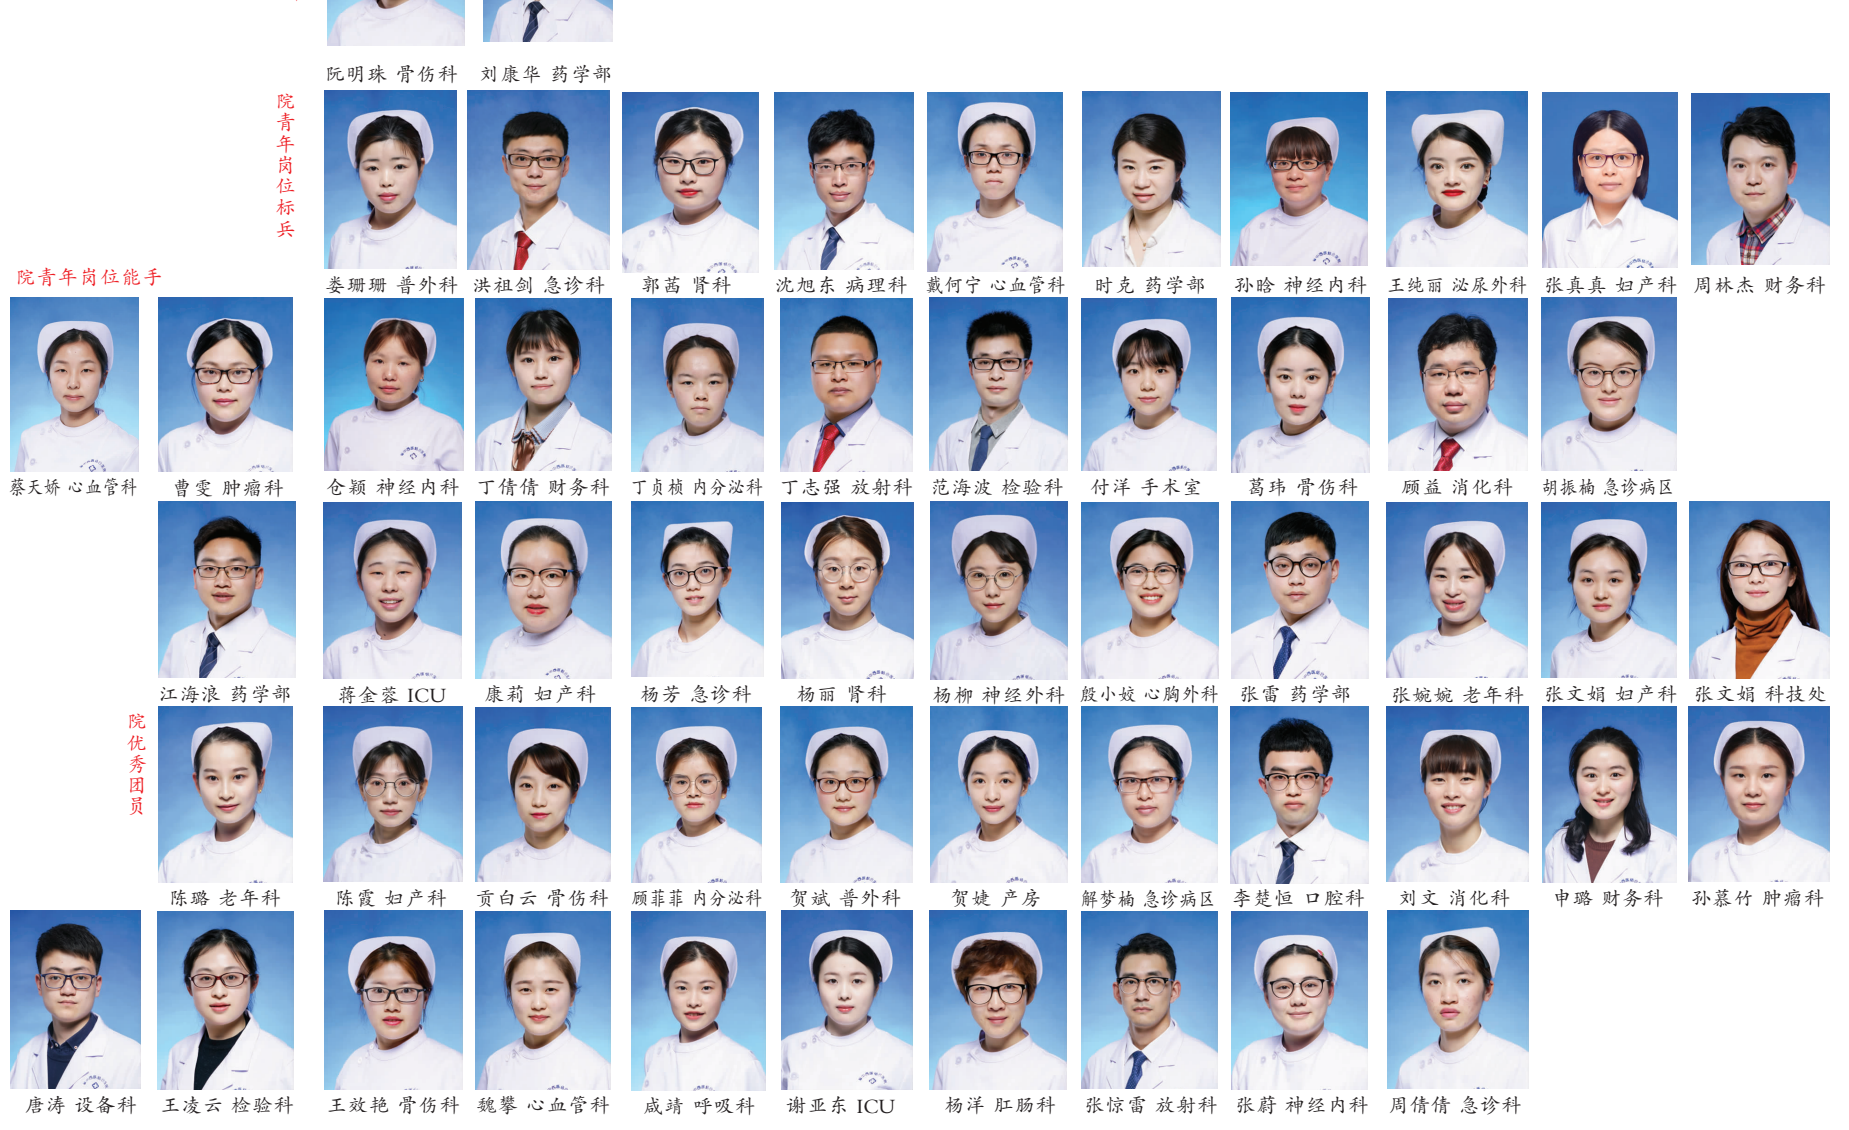 阮明珠 骨伤科 刘康华 药学部
院青年岗位标兵
娄珊珊 普外科 洪祖剑 急诊科 郭茜 肾科 沈旭东 病理科 戴何宁 心血管科 时克 药学部 孙晗 神经内科 王纯丽 泌尿外科 张真真 妇产科 周林杰 财务科
院青年岗位能手
蔡天娇 心血管科 曹雯 肿瘤科 仓颖 神经内科 丁倩倩 财务科 丁贞桢 内分泌科 丁志强 放射科 范海波 检验科 付洋 手术室 葛玮 骨伤科 顾益 消化科 胡振楠 急诊病区
江海浪 药学部 蒋金蓉 ICU 康莉 妇产科 杨芳 急诊科 杨丽 肾科 杨柳 神经外科 殷小姣 心胸外科 张雷 药学部 张婉婉 老年科 张文娟 妇产科 张文娟 科技处
院优秀团员
陈璐 老年科 陈霞 妇产科 贡白云 骨伤科 顾菲菲 内分泌科 贺斌 普外科 贺婕 产房 解梦楠 急诊病区 李楚恒 口腔科 刘文 消化科 申璐 财务科 孙慕竹 肿瘤科
唐涛 设备科 王凌云 检验科 王效艳 骨伤科 魏攀 心血管科 戚靖 呼吸科 谢亚东 ICU 杨洋 肛肠科 张惊雷 放射科 张蔚 神经内科 周倩倩 急诊科